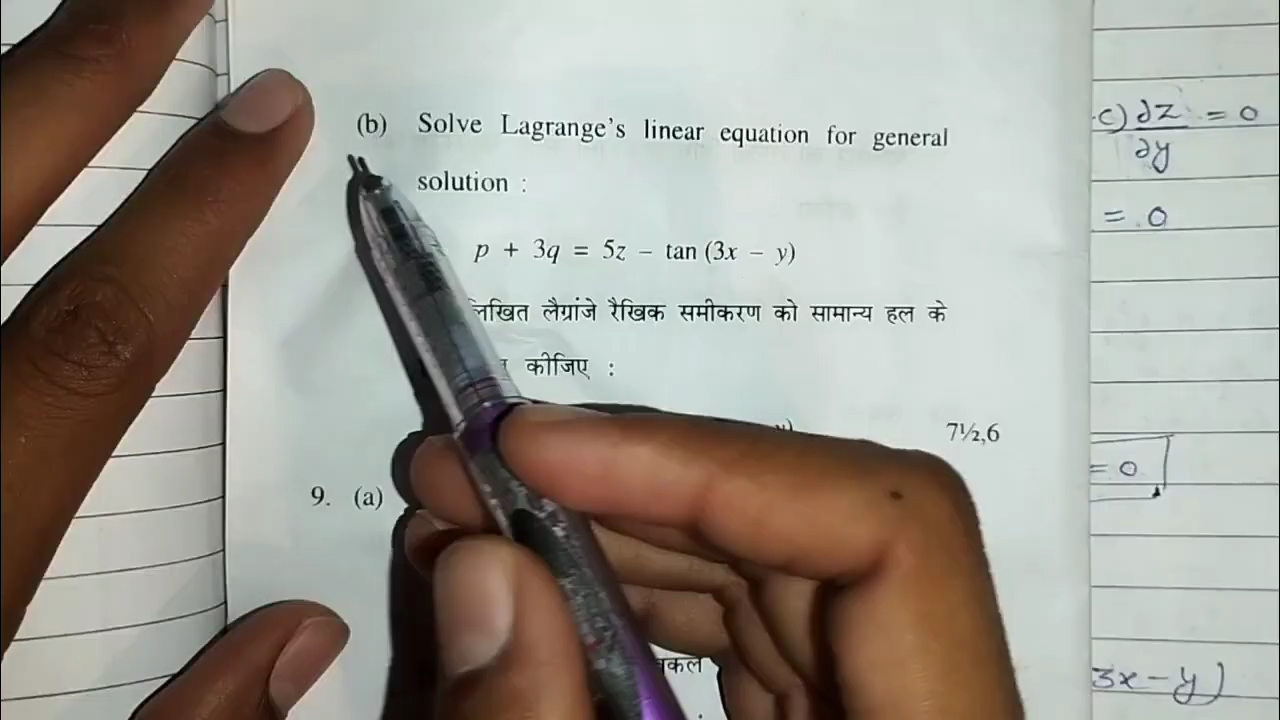 (b) Solve Lagrange's linear equation for general
solution :
p + 3q = 5z − tan (3x − y)
लैग्रांजे रैखिक समीकरण को सामान्य हल के
कीजिए :
7½,6
9. (a)
c) ∂z/∂y = 0
= 0
= 0
3x − y)